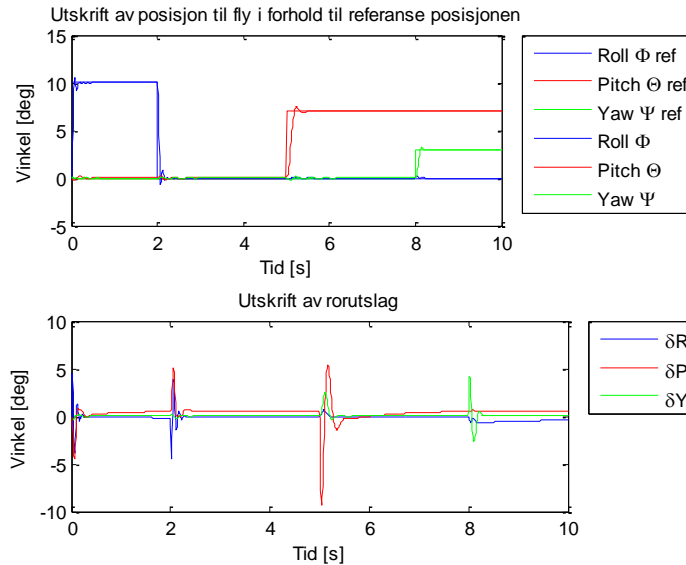 Utskrift av posisjon til fly i forhold til referanse posisjonen
15
10
5
0
-5
0 2 4 6 8 10
Vinkel [deg]
Tid [s]
Roll Φ ref
Pitch Θ ref
Yaw Ψ ref
Roll Φ
Pitch Θ
Yaw Ψ
Utskrift av rorutslag
10
5
0
-5
-10
0 2 4 6 8 10
Vinkel [deg]
Tid [s]
δR
δP
δY